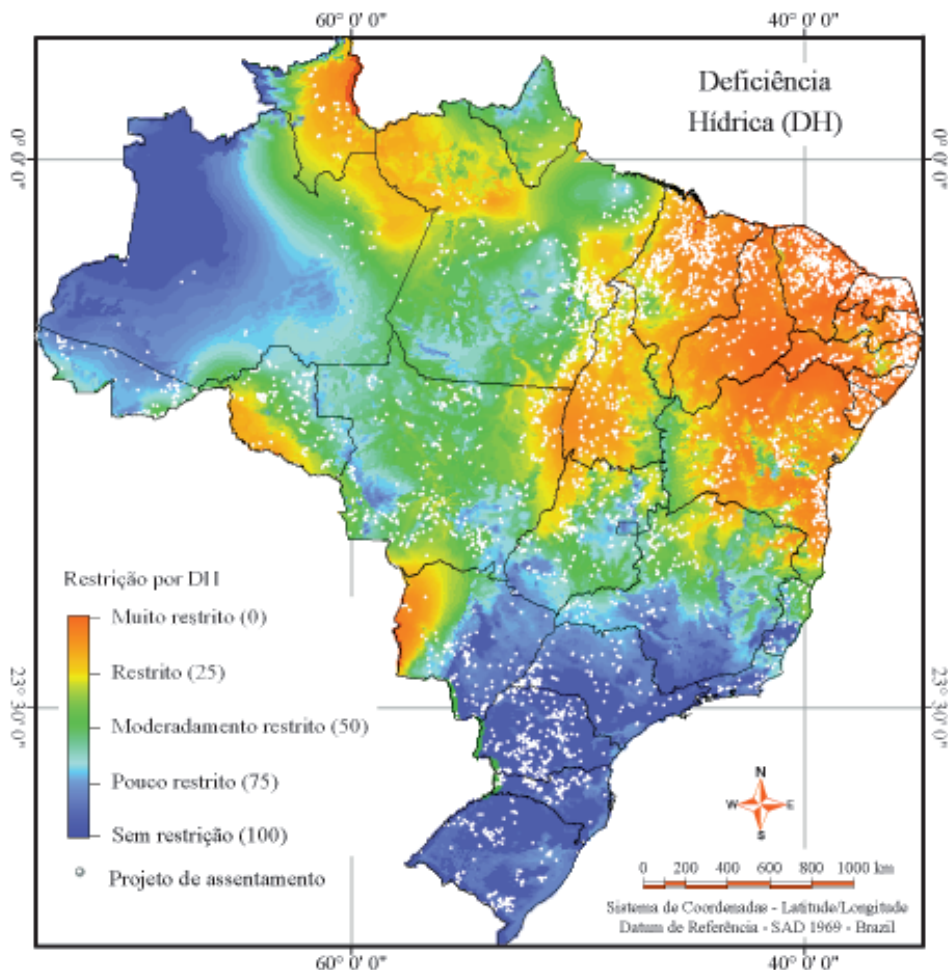 60° 0' 0"
40° 0' 0"
Deficiência
Hídrica (DH)
0° 0' 0"
0° 0' 0"
Restrição por DH
Muito restrito (0)
Restrito (25)
Moderadamento restrito (50)
Pouco restrito (75)
Sem restrição (100)
Projeto de assentamento
23° 30' 0"
23° 30' 0"
N
W
E
S
0 200 400 600 800 1000 km
Sistema de Coordenadas - Latitude/Longitude
Datum de Referência - SAD 1969 - Brazil
60° 0' 0"
40° 0' 0"